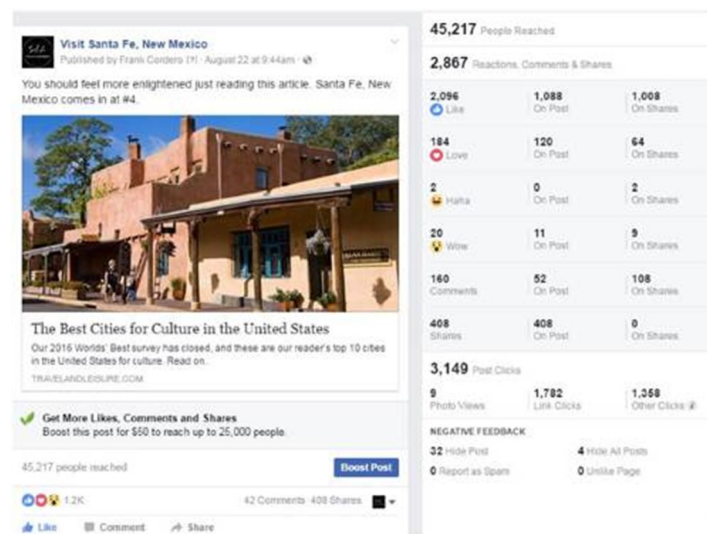 Visit Santa Fe, New Mexico
Published by Frank Cordero [?] · August 22 at 9:44am ·
You should feel more enlightened just reading this article. Santa Fe, New
Mexico comes in at #4.
The Best Cities for Culture in the United States
Our 2016 Worlds' Best survey has closed, and these are our reader's top 10 cities
in the United States for culture. Read on.
TRAVELANDLEISURE.COM
Get More Likes, Comments and Shares
Boost this post for $50 to reach up to 25,000 people.
45,217 people reached
Boost Post
1.2K
42 Comments 408 Shares
Like Comment Share
45,217 People Reached
2,867 Reactions, Comments & Shares
2,096 1,088 1,008
Like On Post On Shares
184 120 64
Love On Post On Shares
2 0 2
Haha On Post On Shares
20 11 9
Wow On Post On Shares
160 52 108
Comments On Post On Shares
408 408 0
Shares On Post On Shares
3,149 Post Clicks
9 1,782 1,358
Photo Views Link Clicks Other Clicks
NEGATIVE FEEDBACK
32 Hide Post 4 Hide All Posts
0 Report as Spam 0 Unlike Page